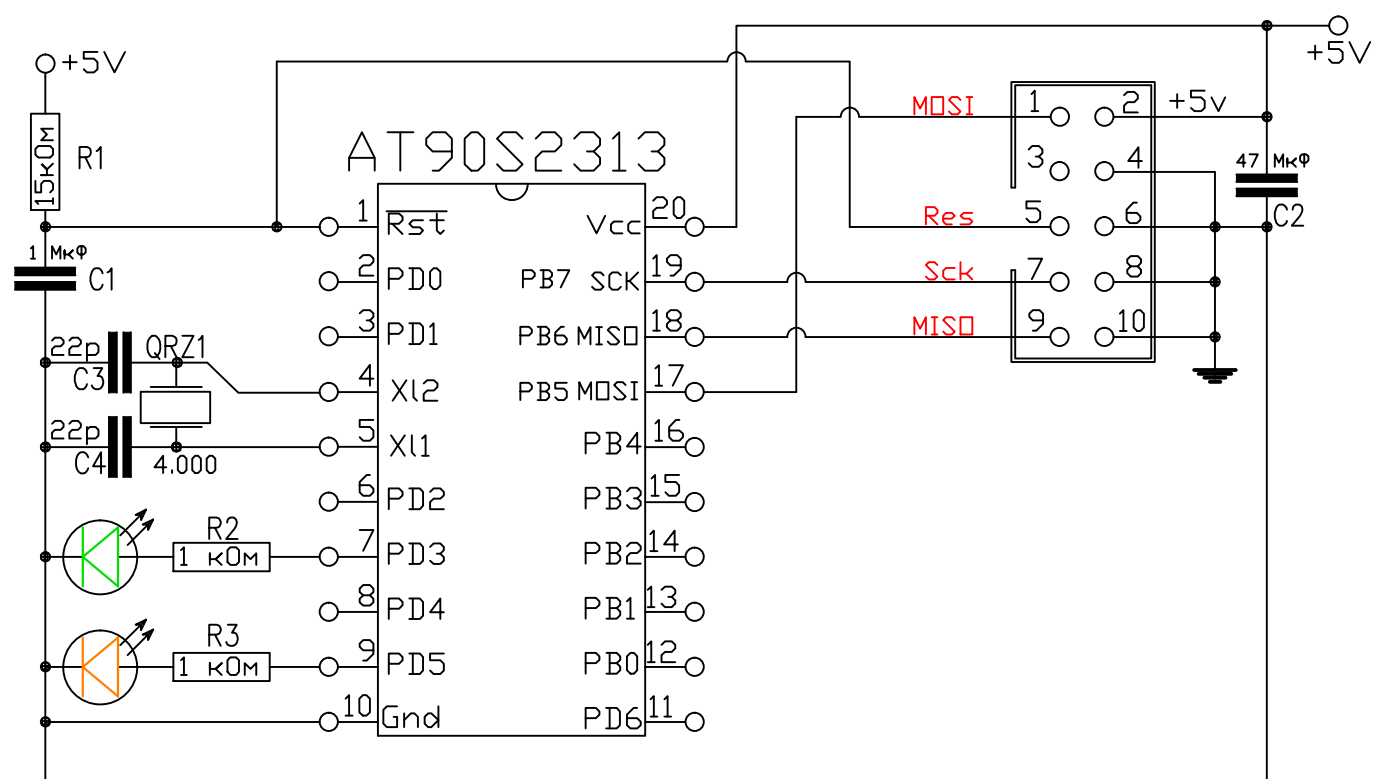 +5V
+5V
15кОм
R1
1 МкФ
C1
22p
C3
QRZ1
22p
C4
4.000
R2
1 кОм
R3
1 кОм
AT90S2313
1 Rst
2 PD0
3 PD1
4 Xl2
5 Xl1
6 PD2
7 PD3
8 PD4
9 PD5
10 Gnd
Vcc 20
PB7 SCK 19
PB6 MISO 18
PB5 MOSI 17
PB4 16
PB3 15
PB2 14
PB1 13
PB0 12
PD6 11
MOSI 1 2 +5v
3 4
Res 5 6
Sck 7 8
MISO 9 10
47 МкФ
C2